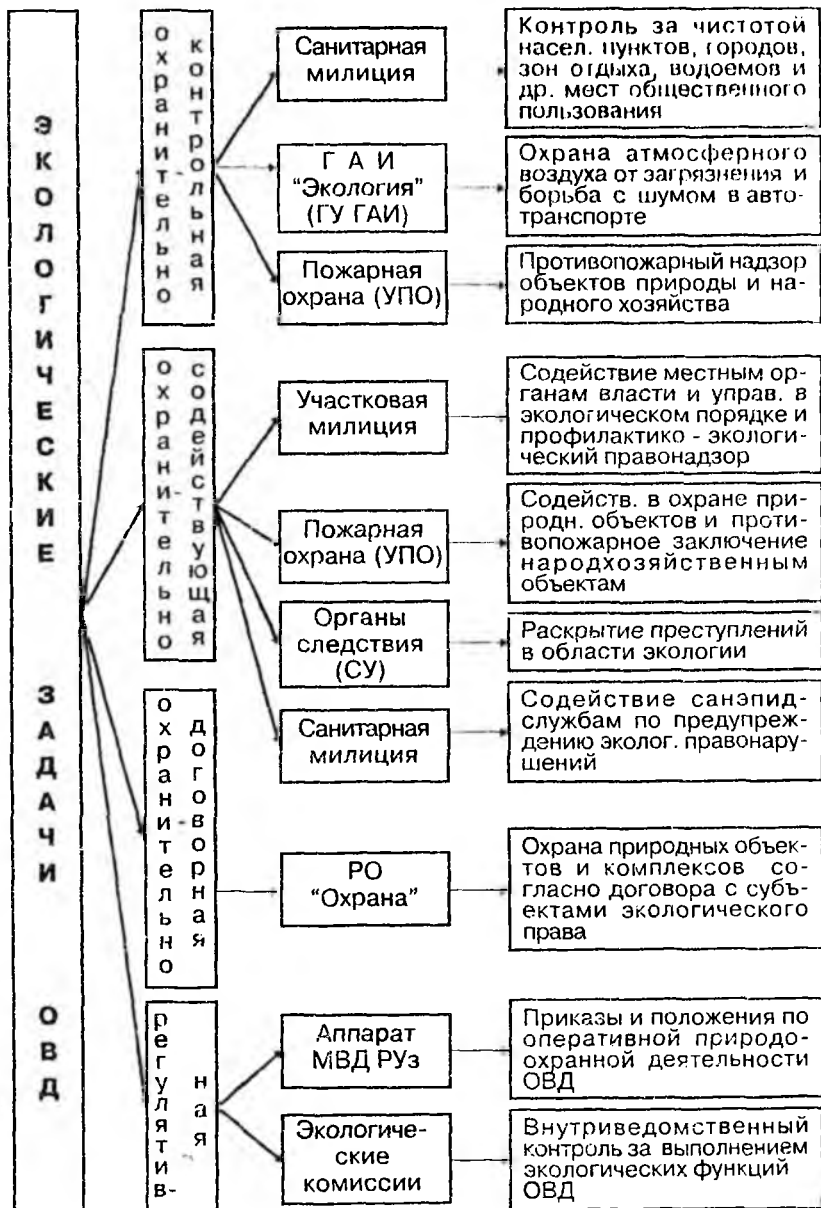 ЭКОЛОГИЧЕСКИЕ ЗАДАЧИ ОВД
охранительно-
контрольная
Санитарная
милиция
Контроль за чистотой
насел. пунктов, городов,
зон отдыха, водоемов и
др. мест общественного
пользования
Г А И
"Экология"
(ГУ ГАИ)
Охрана атмосферного
воздуха от загрязнения и
борьба с шумом в авто-
транспорте
Пожарная
охрана (УПО)
Противопожарный надзор
объектов природы и на-
родного хозяйства
охранительно-
содействующая
Участковая
милиция
Содействие местным ор-
ганам власти и управ. в
экологическом порядке и
профилактико - экологи-
ческий правонадзор
Пожарная
охрана (УПО)
Содейств. в охране при-
родн. объектов и проти-
вопожарное заключение
народхозяйственным
объектам
Органы
следствия
(СУ)
Раскрытие преступлений
в области экологии
Санитарная
милиция
Содействие санэпид-
службам по предупреж-
дению эколог. правонару-
шений
охранительно-
договорная
РО
"Охрана"
Охрана природных объек-
тов и комплексов со-
гласно договора с субъ-
ектами экологического
права
регулятив-
ная
Аппарат
МВД РУз
Приказы и положения по
оперативной природо-
охранной деятельности
ОВД
Экологиче-
ские
комиссии
Внутриведомственный
контроль за выполнением
экологических функций
ОВД